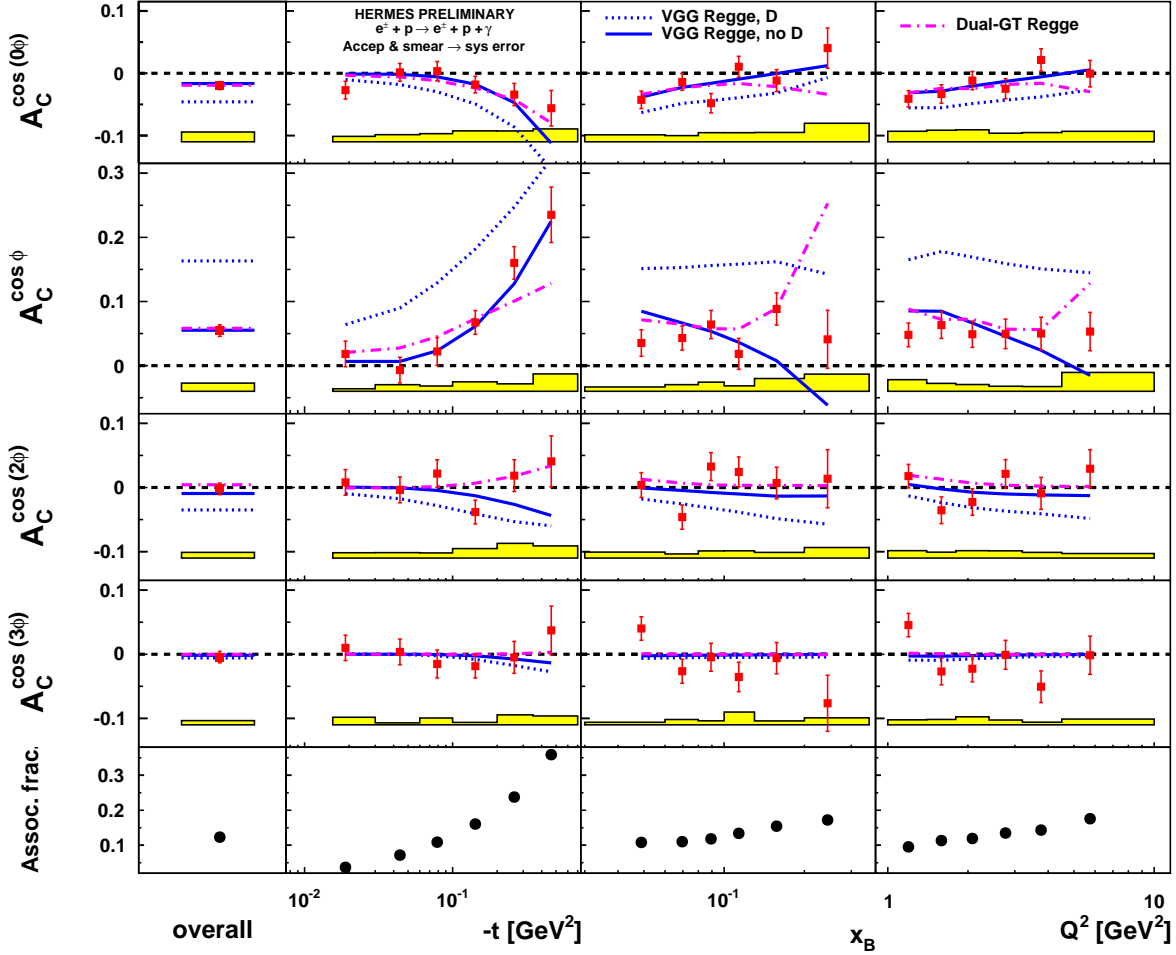 HERMES PRELIMINARY
e± + p → e± + p + γ
Accep & smear → sys error
VGG Regge, D
VGG Regge, no D
Dual-GT Regge
A_C^cos (0φ)
0
-0.1
A_C^cos φ
0.3
0.2
0.1
0
A_C^cos (2φ)
0.1
0
-0.1
A_C^cos (3φ)
0.1
0
-0.1
Assoc. frac.
0.3
0.2
0.1
10^-2
10^-1
10^-1
1
10
overall
-t [GeV^2]
x_B
Q^2 [GeV^2]